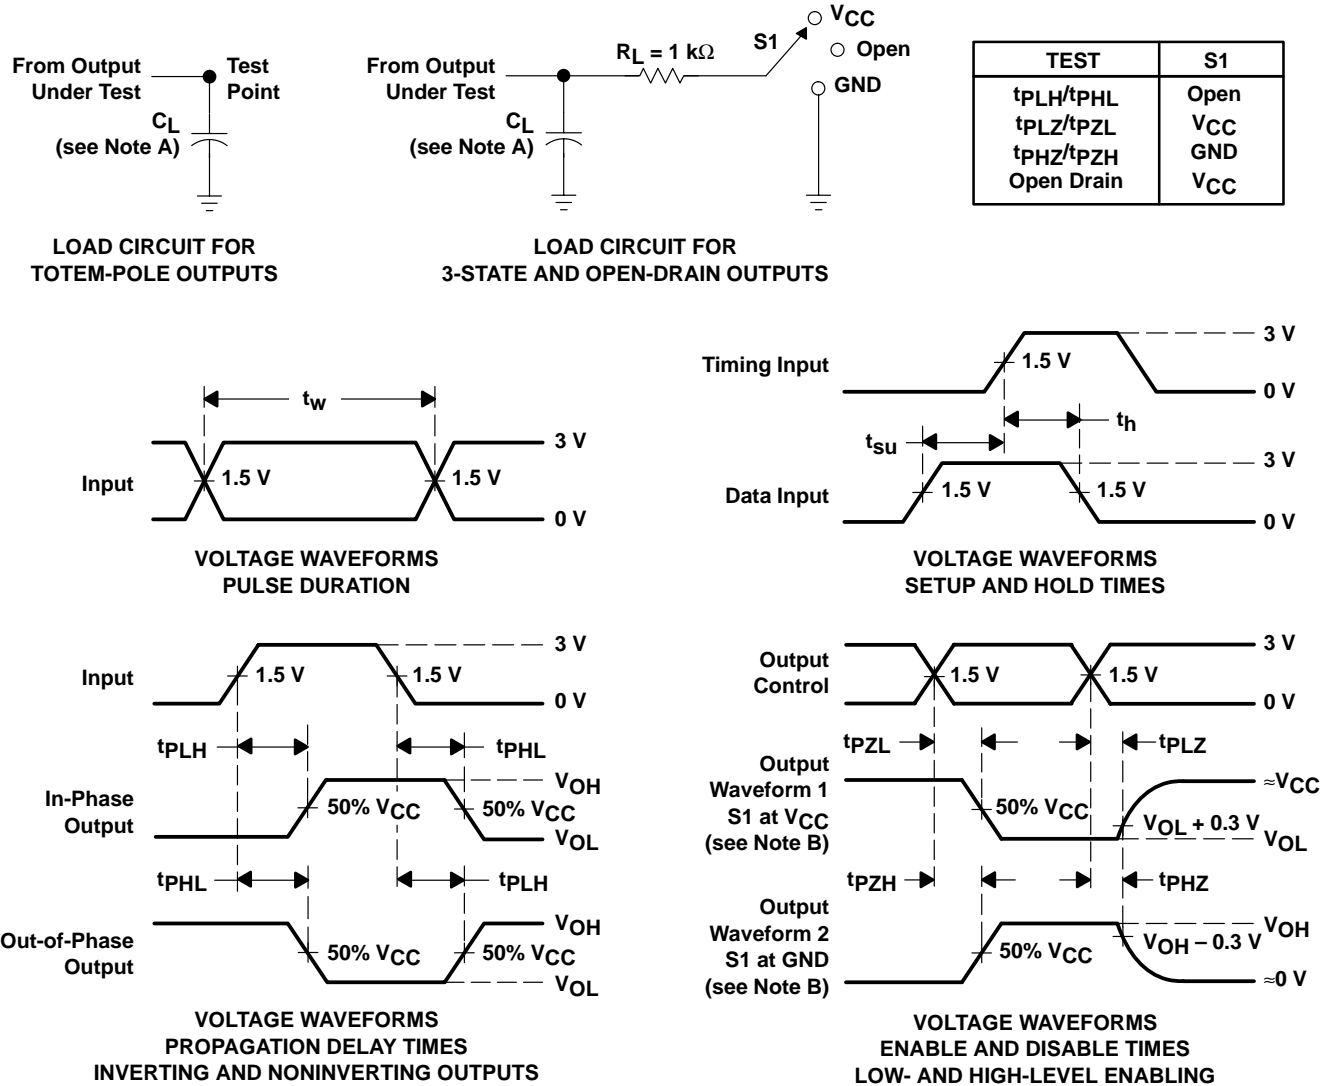 From Output
Under Test
Test
Point
CL
(see Note A)
LOAD CIRCUIT FOR
TOTEM-POLE OUTPUTS
From Output
Under Test
RL = 1 kΩ
S1
VCC
Open
GND
CL
(see Note A)
LOAD CIRCUIT FOR
3-STATE AND OPEN-DRAIN OUTPUTS
TEST S1
tPLH/tPHL Open
tPLZ/tPZL VCC
tPHZ/tPZH GND
Open Drain VCC
tw
Input
1.5 V
1.5 V
3 V
0 V
VOLTAGE WAVEFORMS
PULSE DURATION
Timing Input
1.5 V
3 V
0 V
th
tsu
Data Input
1.5 V
1.5 V
3 V
0 V
VOLTAGE WAVEFORMS
SETUP AND HOLD TIMES
Input
1.5 V
1.5 V
3 V
0 V
tPLH
tPHL
In-Phase
Output
50% VCC
50% VCC
VOH
VOL
tPHL
tPLH
Out-of-Phase
Output
50% VCC
50% VCC
VOH
VOL
VOLTAGE WAVEFORMS
PROPAGATION DELAY TIMES
INVERTING AND NONINVERTING OUTPUTS
Output
Control
1.5 V
1.5 V
3 V
0 V
tPZL
tPLZ
Output
Waveform 1
S1 at VCC
(see Note B)
50% VCC
≈VCC
VOL + 0.3 V
VOL
tPZH
tPHZ
Output
Waveform 2
S1 at GND
(see Note B)
50% VCC
VOH
VOH − 0.3 V
≈0 V
VOLTAGE WAVEFORMS
ENABLE AND DISABLE TIMES
LOW- AND HIGH-LEVEL ENABLING